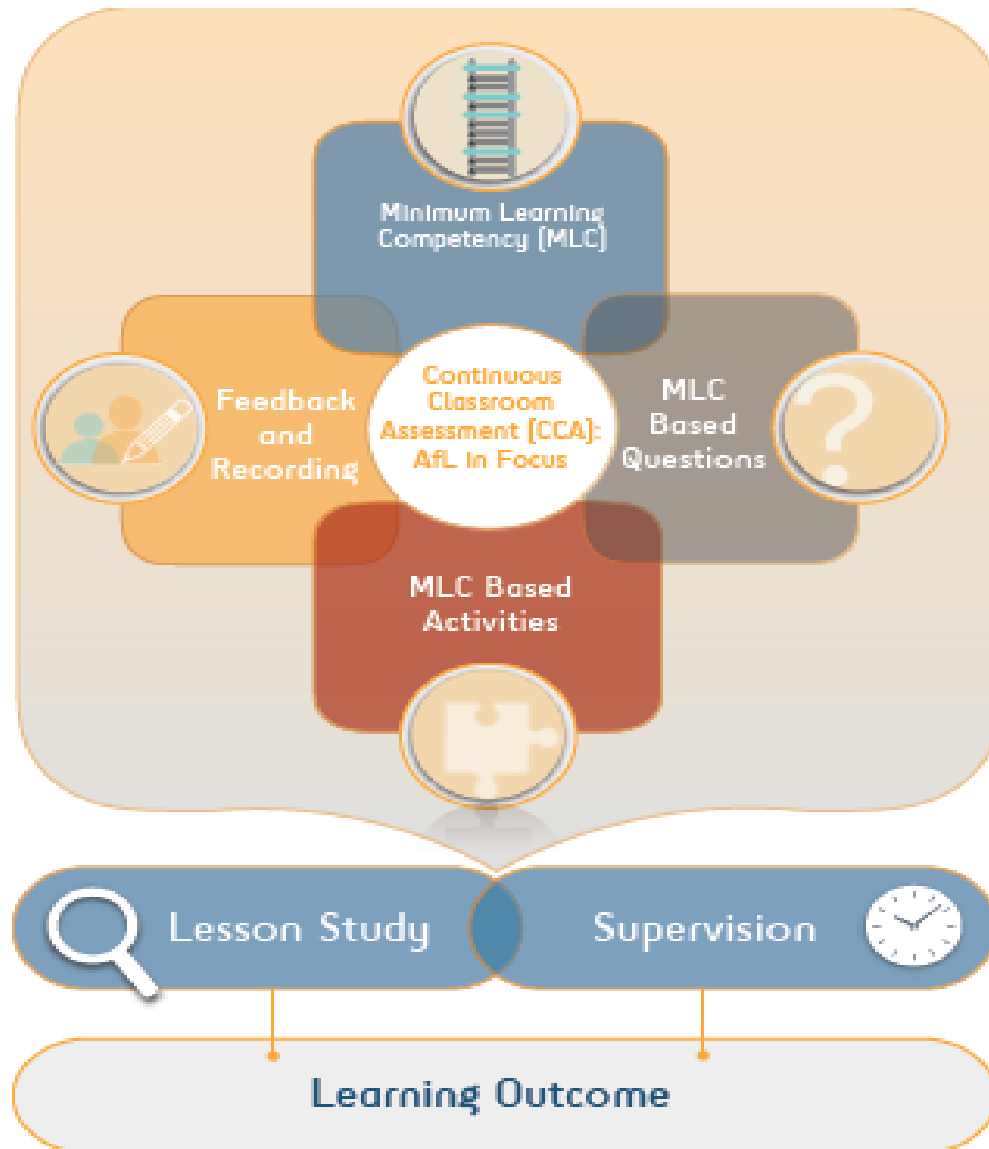 Minimum Learning
Competency (MLC)
Feedback
and
Recording
Continuous
Classroom
Assessment (CCA):
AfL in Focus
MLC
Based
Questions
MLC Based
Activities
Lesson Study
Supervision
Learning Outcome